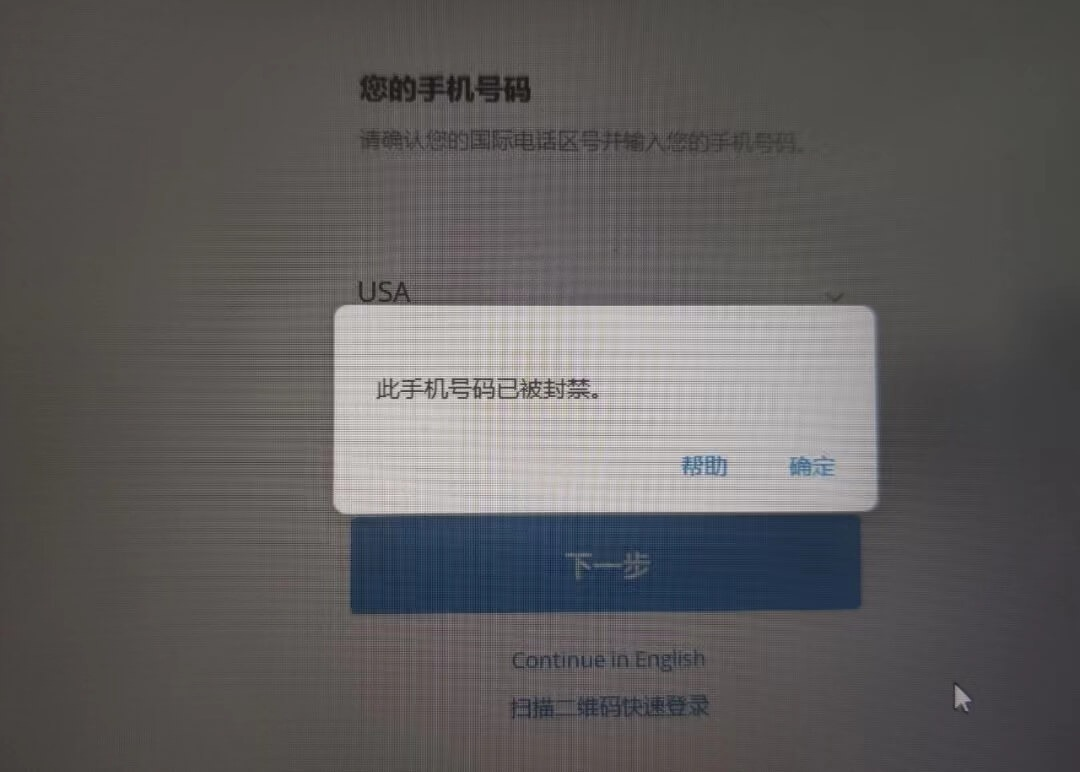 您的手机号码
请确认您的国际电话区号并输入您的手机号码。
USA
此手机号码已被封禁。
帮助 确定
下一步
Continue in English
扫描二维码快速登录